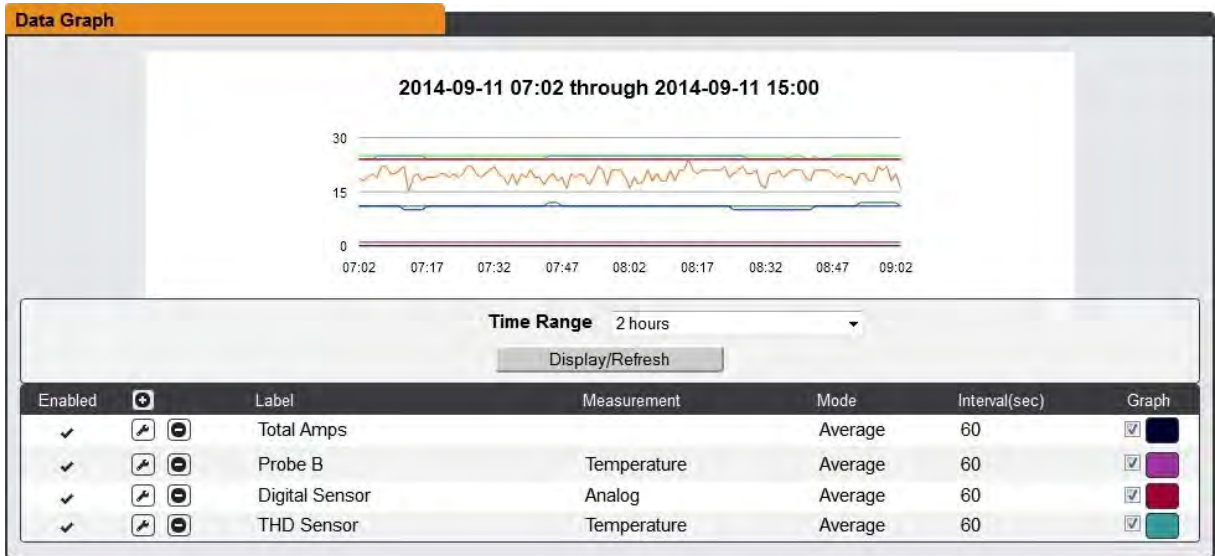 Data Graph
2014-09-11 07:02 through 2014-09-11 15:00
30
15
0
07:02 07:17 07:32 07:47 08:02 08:17 08:32 08:47 09:02
Time Range 2 hours
Display/Refresh
Enabled Label Measurement Mode Interval(sec) Graph
Total Amps Average 60
Probe B Temperature Average 60
Digital Sensor Analog Average 60
THD Sensor Temperature Average 60